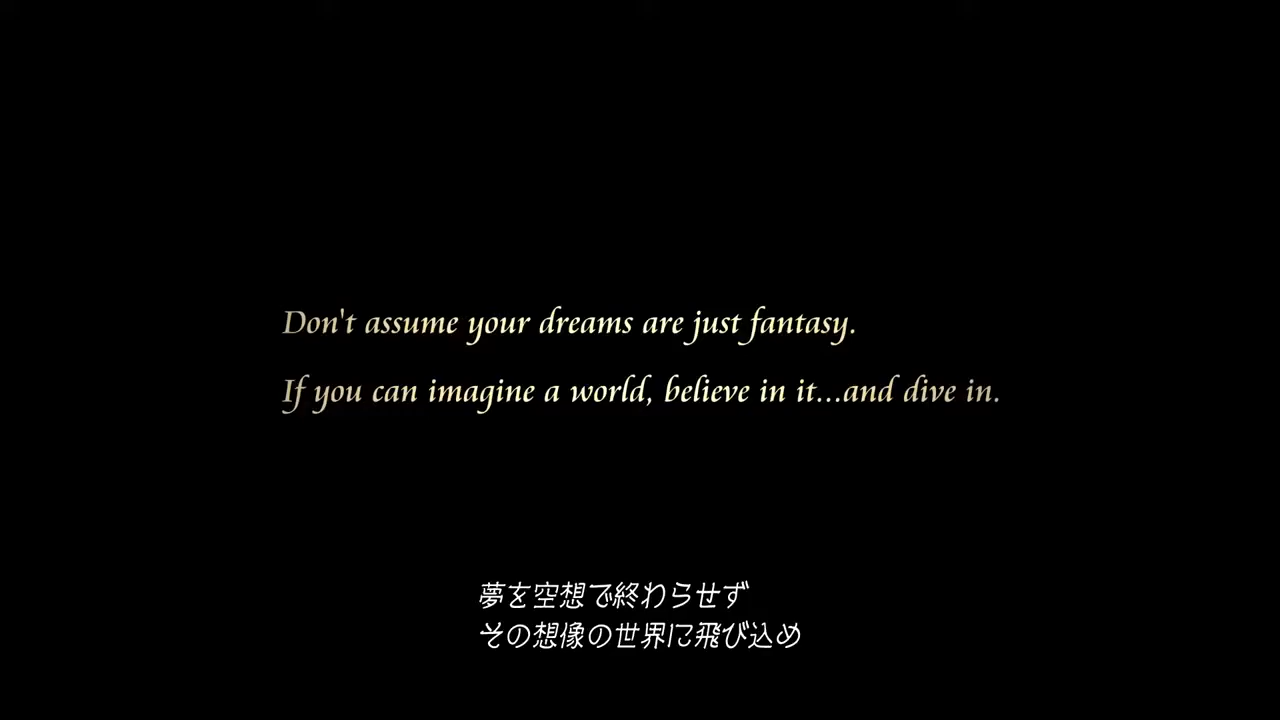 Don't assume your dreams are just fantasy.
If you can imagine a world, believe in it...and dive in.
夢を空想で終わらせず
その想像の世界に飛び込め